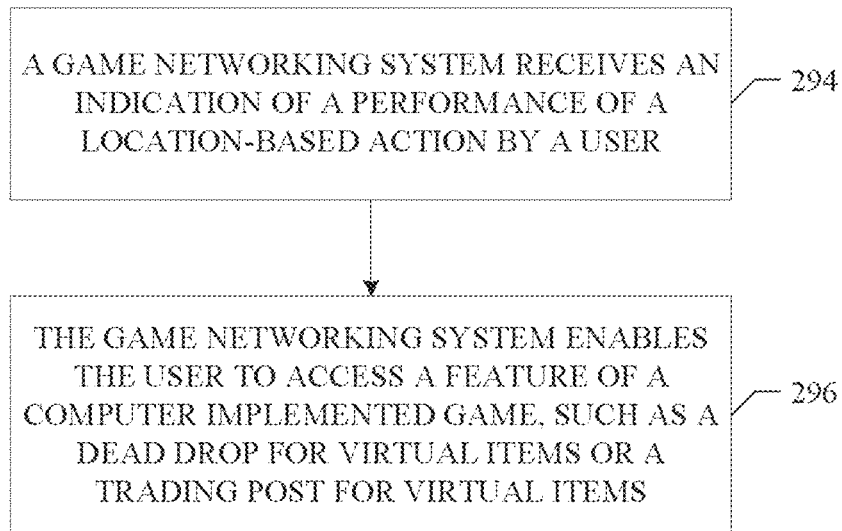 A GAME NETWORKING SYSTEM RECEIVES AN
INDICATION OF A PERFORMANCE OF A
LOCATION-BASED ACTION BY A USER
294
THE GAME NETWORKING SYSTEM ENABLES
THE USER TO ACCESS A FEATURE OF A
COMPUTER IMPLEMENTED GAME, SUCH AS A
DEAD DROP FOR VIRTUAL ITEMS OR A
TRADING POST FOR VIRTUAL ITEMS
296